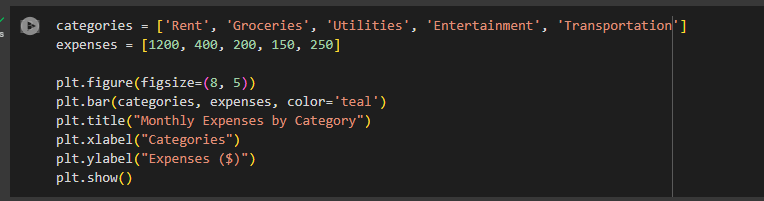 categories = ['Rent', 'Groceries', 'Utilities', 'Entertainment', 'Transportation']
expenses = [1200, 400, 200, 150, 250]

plt.figure(figsize=(8, 5))
plt.bar(categories, expenses, color='teal')
plt.title("Monthly Expenses by Category")
plt.xlabel("Categories")
plt.ylabel("Expenses ($)")
plt.show()